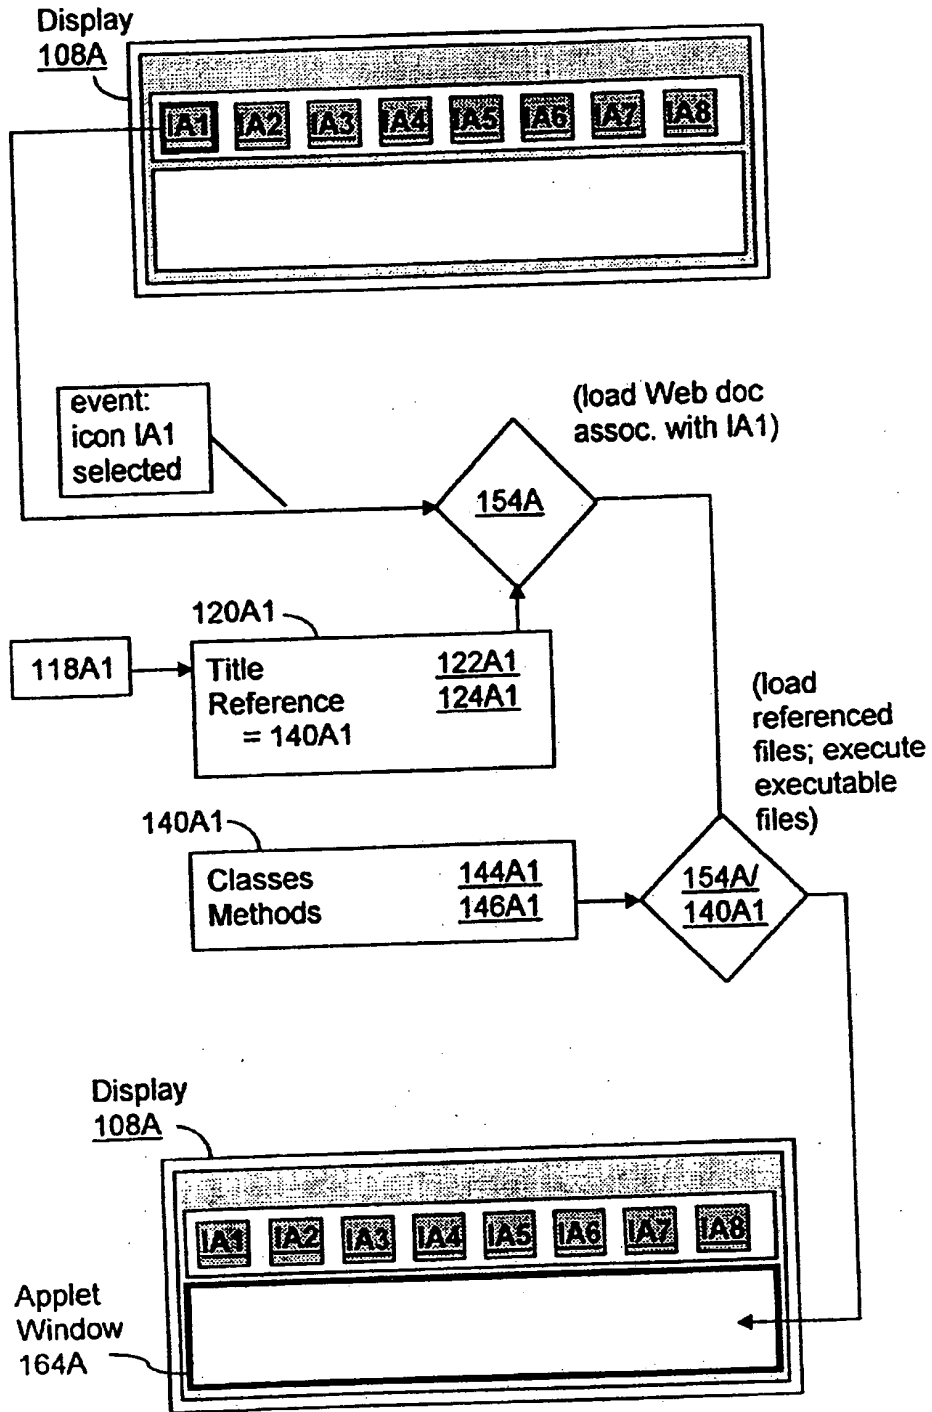 Display
108A
IA1 IA2 IA3 IA4 IA5 IA6 IA7 IA8
event:
icon IA1
selected
(load Web doc
assoc. with IA1)
154A
120A1
118A1
Title 122A1
Reference 124A1
= 140A1
(load
referenced
files; execute
executable
files)
140A1
Classes 144A1
Methods 146A1
154A/
140A1
Display
108A
IA1 IA2 IA3 IA4 IA5 IA6 IA7 IA8
Applet
Window
164A